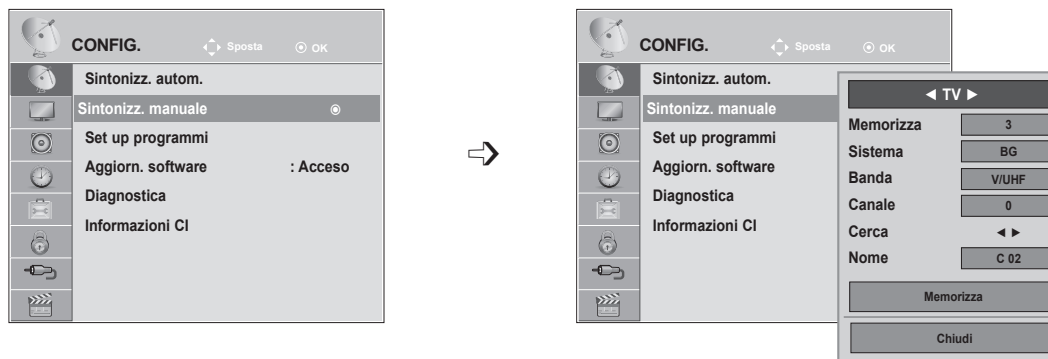 CONFIG. Sposta OK
Sintonizz. autom.
Sintonizz. manuale
Set up programmi
Aggiorn. software : Acceso
Diagnostica
Informazioni CI
CONFIG. Sposta OK
Sintonizz. autom.
Sintonizz. manuale
Set up programmi
Aggiorn. software
Diagnostica
Informazioni CI
◄ TV ►
Memorizza 3
Sistema BG
Banda V/UHF
Canale 0
Cerca ◄ ►
Nome C 02
Memorizza
Chiudi